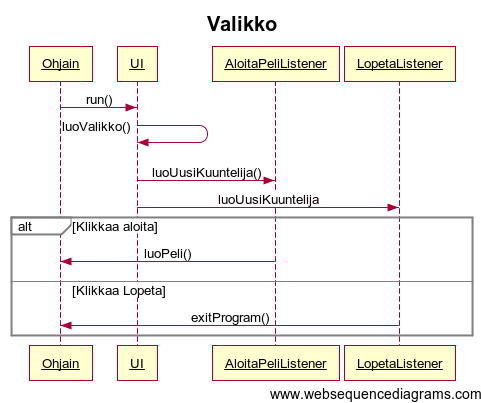 Valikko
Ohjain UI AloitaPeliListener LopetaListener
run()
luoValikko()
luoUusiKuuntelija()
luoUusiKuuntelija
alt [Klikkaa aloita]
luoPeli()
[Klikkaa Lopeta]
exitProgram()
Ohjain UI AloitaPeliListener LopetaListener
www.websequencediagrams.com